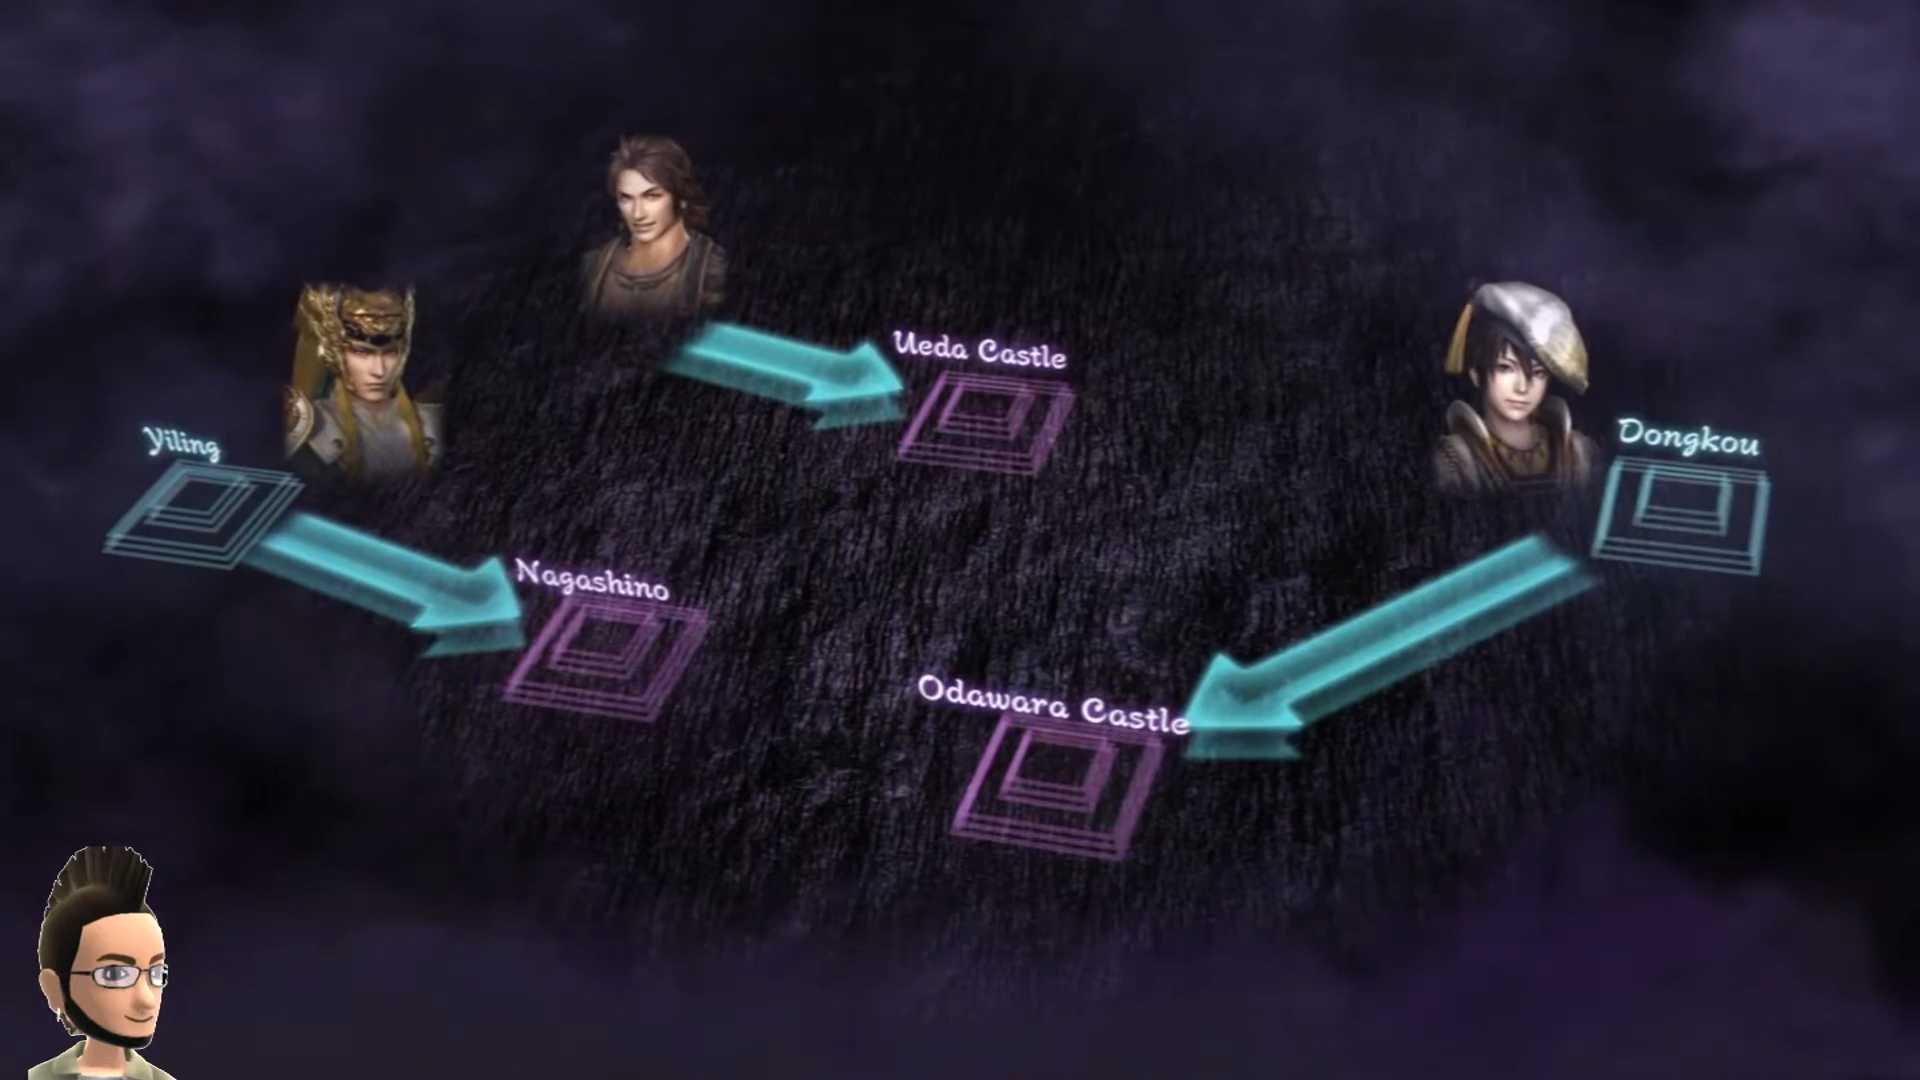 Ueda Castle
Yiling
Dongkou
Nagashino
Odawara Castle